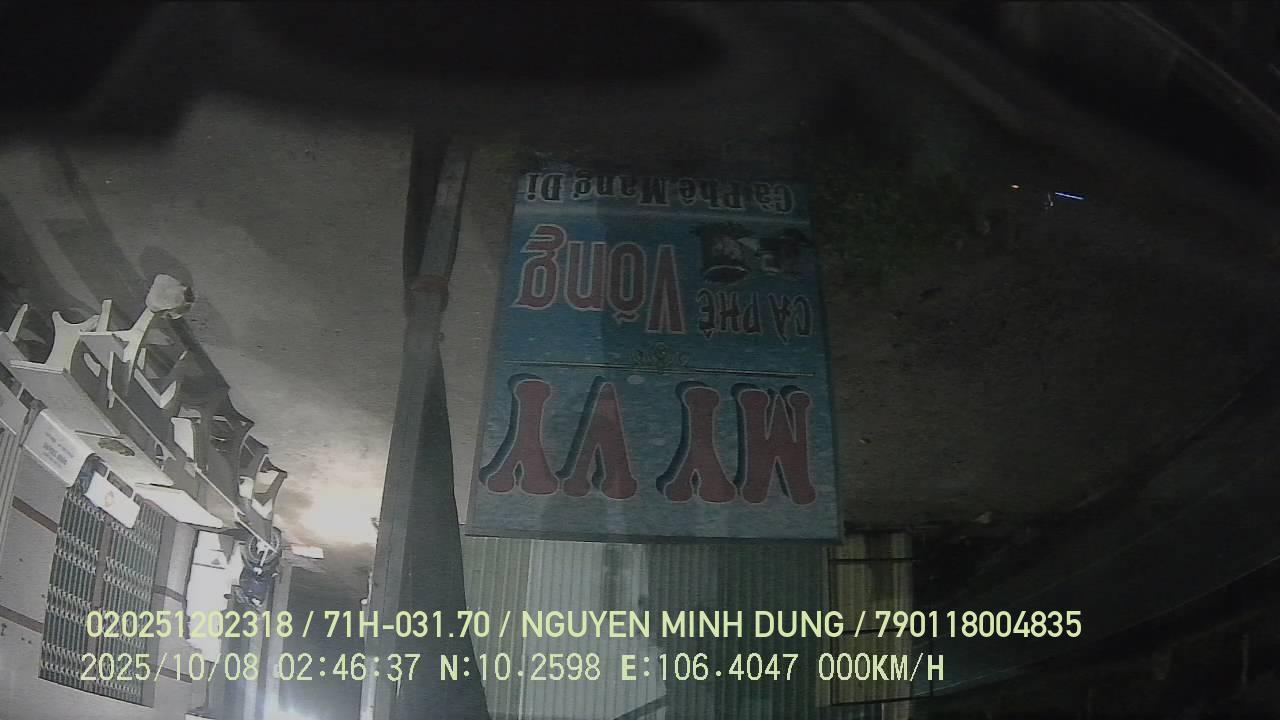 MY VY
CÀ PHÊ Võng
Cà Phê Mang Đi
020251202318 / 71H-031.70 / NGUYEN MINH DUNG / 790118004835
2025/10/08 02:46:37 N:10.2598 E:106.4047 000KM/H